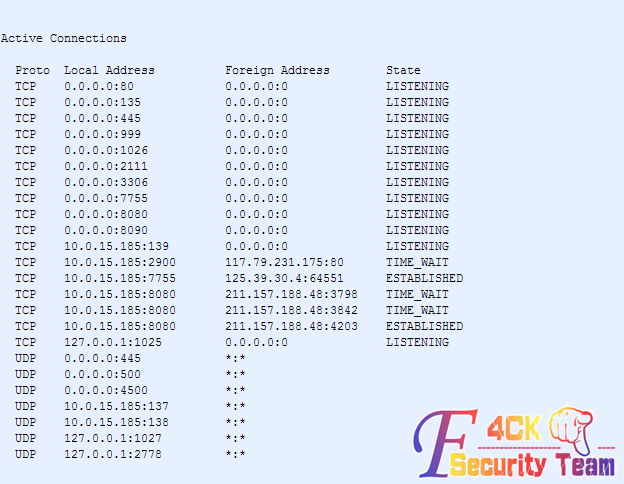 Active Connections
Proto Local Address Foreign Address State
TCP 0.0.0.0:80 0.0.0.0:0 LISTENING
TCP 0.0.0.0:135 0.0.0.0:0 LISTENING
TCP 0.0.0.0:445 0.0.0.0:0 LISTENING
TCP 0.0.0.0:999 0.0.0.0:0 LISTENING
TCP 0.0.0.0:1026 0.0.0.0:0 LISTENING
TCP 0.0.0.0:2111 0.0.0.0:0 LISTENING
TCP 0.0.0.0:3306 0.0.0.0:0 LISTENING
TCP 0.0.0.0:7755 0.0.0.0:0 LISTENING
TCP 0.0.0.0:8080 0.0.0.0:0 LISTENING
TCP 0.0.0.0:8090 0.0.0.0:0 LISTENING
TCP 10.0.15.185:139 0.0.0.0:0 LISTENING
TCP 10.0.15.185:2900 117.79.231.175:80 TIME_WAIT
TCP 10.0.15.185:7755 125.39.30.4:64551 ESTABLISHED
TCP 10.0.15.185:8080 211.157.188.48:3798 TIME_WAIT
TCP 10.0.15.185:8080 211.157.188.48:3842 TIME_WAIT
TCP 10.0.15.185:8080 211.157.188.48:4203 ESTABLISHED
TCP 127.0.0.1:1025 0.0.0.0:0 LISTENING
UDP 0.0.0.0:445 *:*
UDP 0.0.0.0:500 *:*
UDP 0.0.0.0:4500 *:*
UDP 10.0.15.185:137 *:*
UDP 10.0.15.185:138 *:*
UDP 127.0.0.1:1027 *:*
UDP 127.0.0.1:2778 *:*
F4CK
Security Team